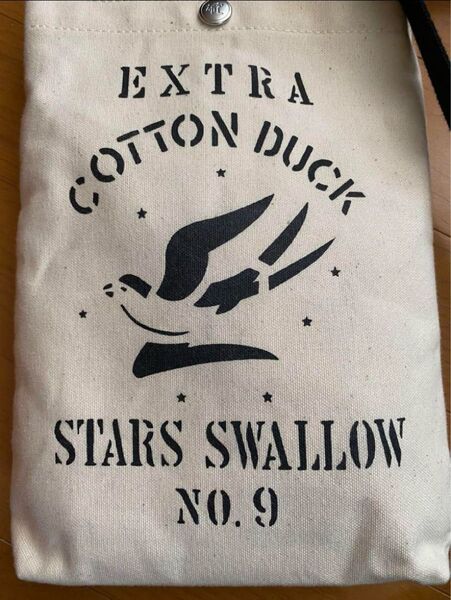 EXTRA
COTTON DUCK
STARS SWALLOW
NO. 9